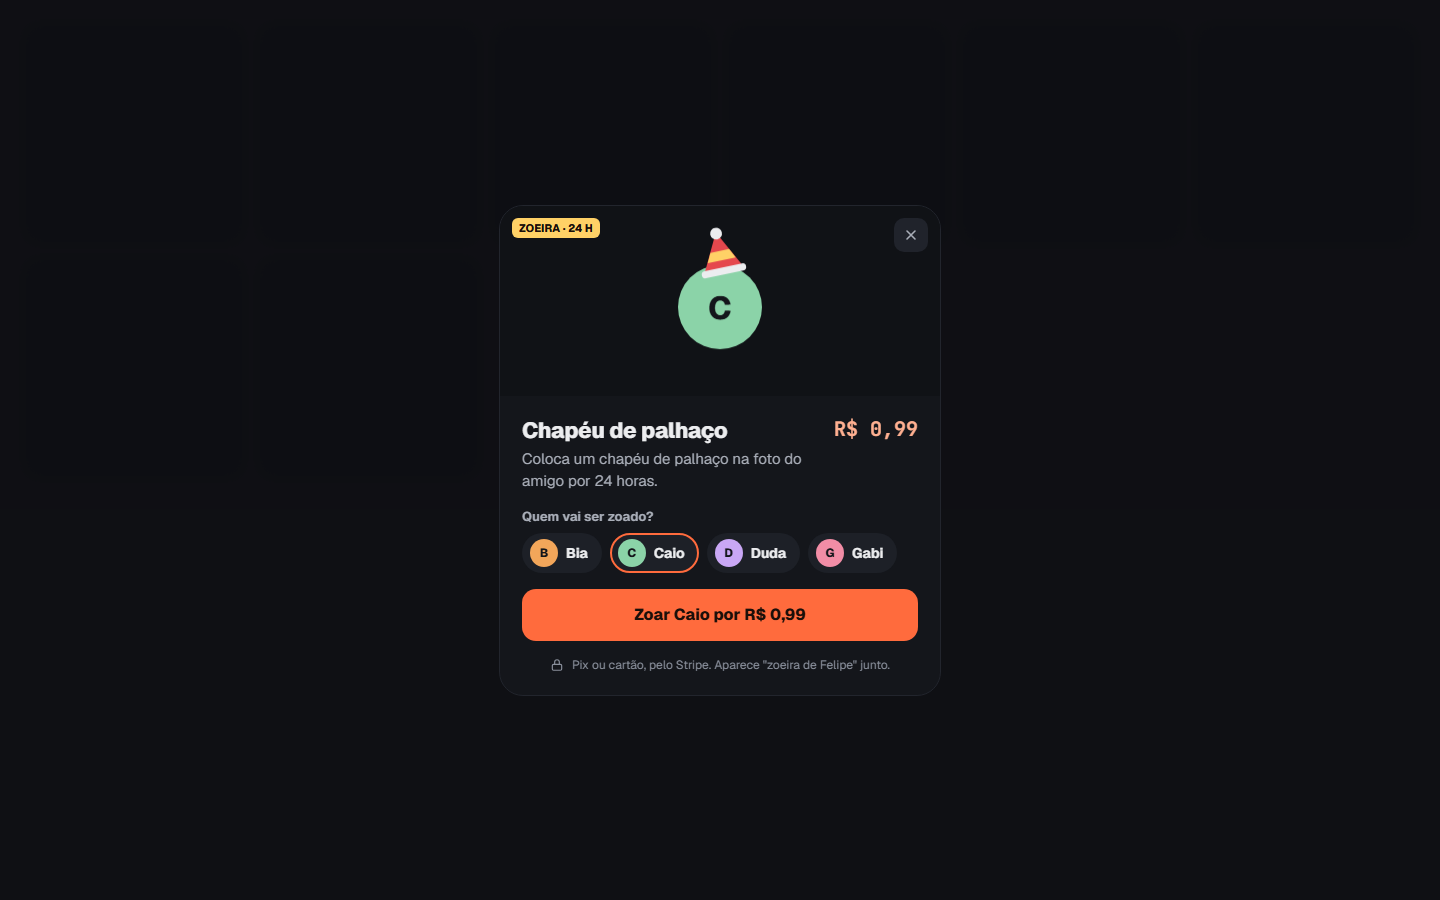 ZOEIRA · 24 H
C
Chapéu de palhaço
R$ 0,99
Coloca um chapéu de palhaço na foto do
amigo por 24 horas.
Quem vai ser zoado?
B Bia C Caio D Duda G Gabi
Zoar Caio por R$ 0,99
Pix ou cartão, pelo Stripe. Aparece "zoeira de Felipe" junto.